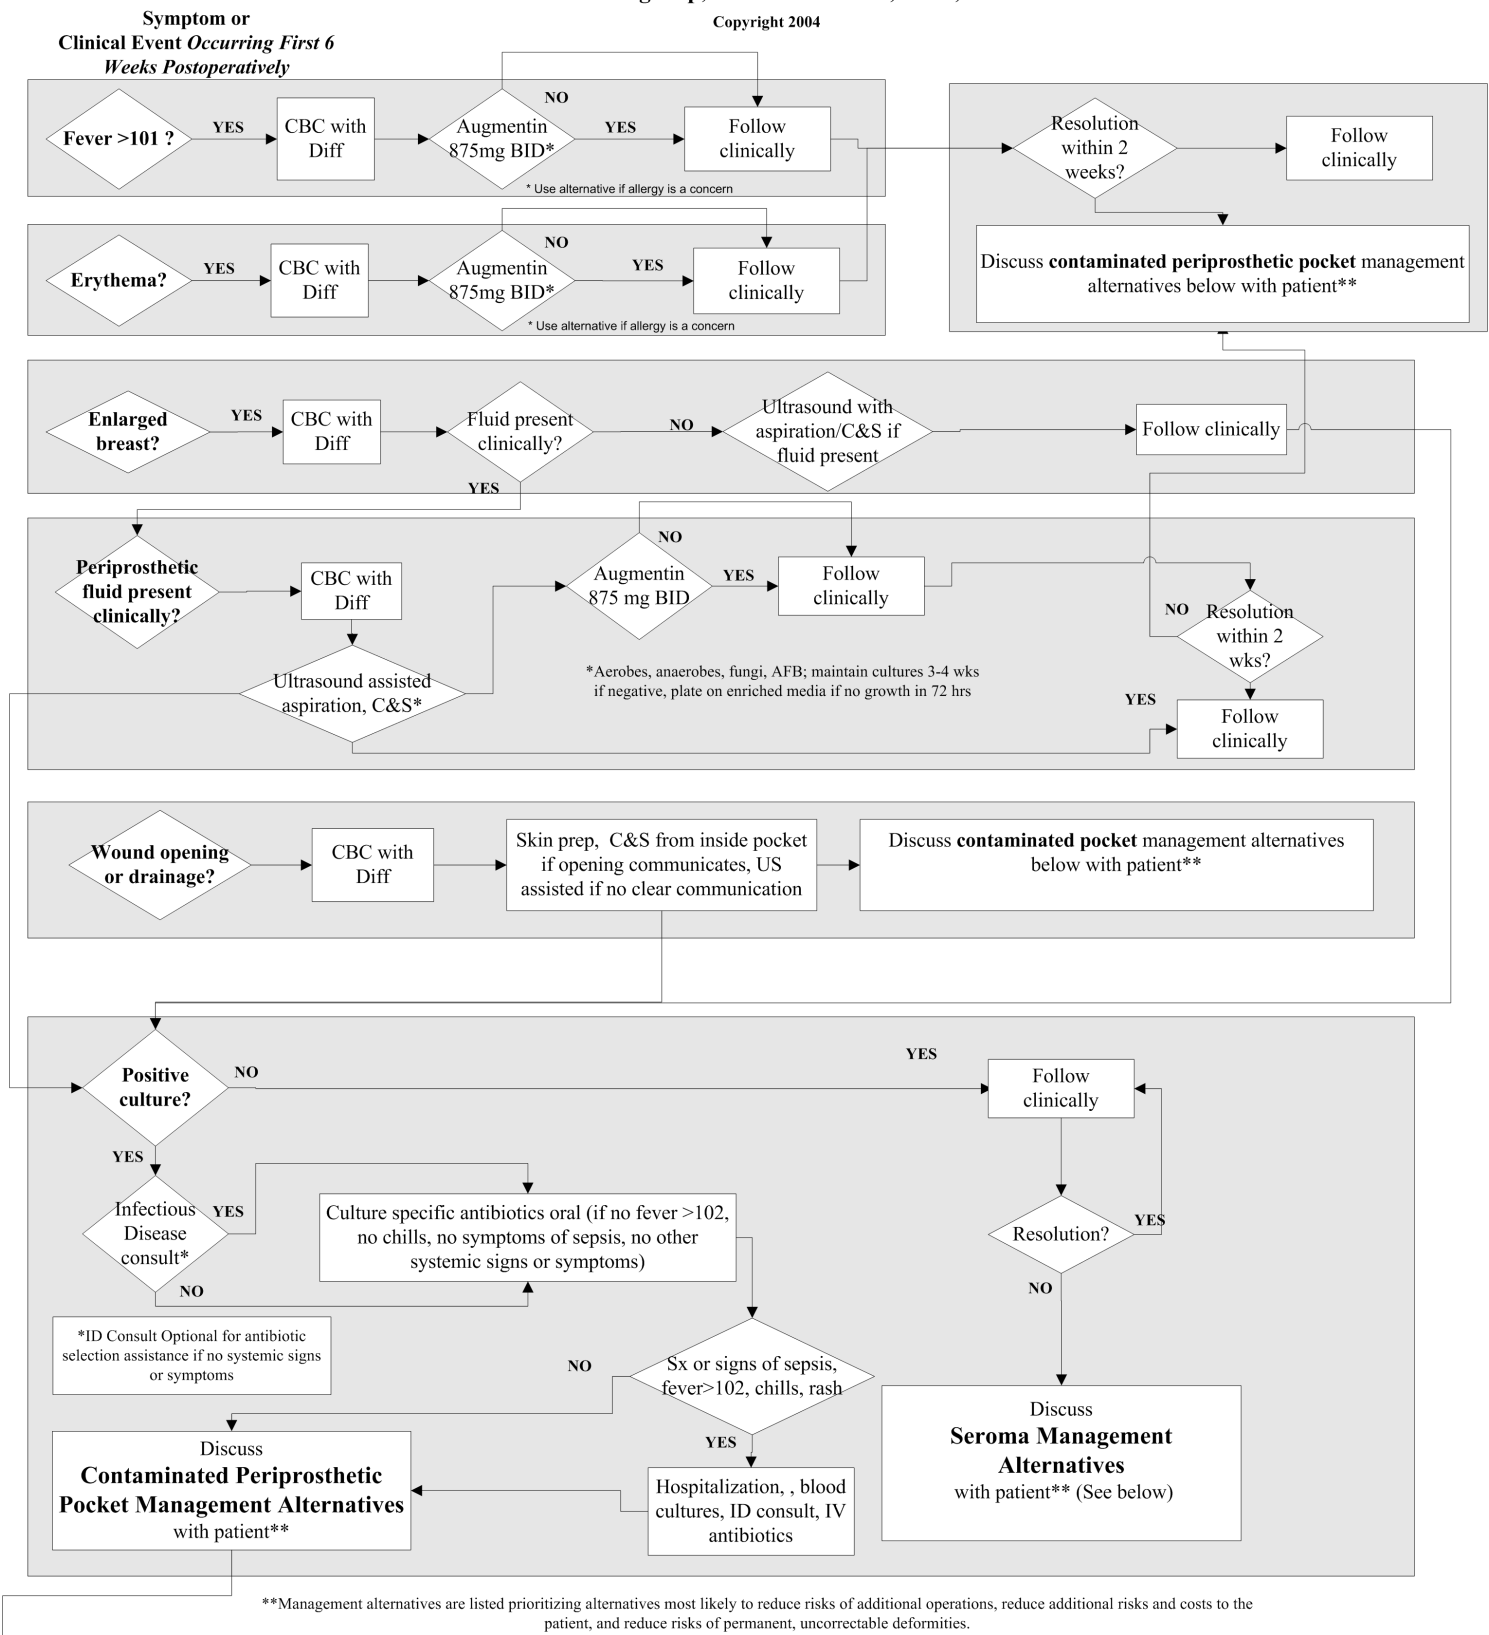 Copyright 2004
Symptom or
Clinical Event Occurring First 6
Weeks Postoperatively
Fever >101 ?
YES
CBC with
Diff
Augmentin
875mg BID*
NO
YES
Follow
clinically
* Use alternative if allergy is a concern
Resolution
within 2
weeks?
Follow
clinically
Discuss contaminated periprosthetic pocket management
alternatives below with patient**
Erythema?
YES
CBC with
Diff
Augmentin
875mg BID*
NO
YES
Follow
clinically
* Use alternative if allergy is a concern
Enlarged
breast?
YES
CBC with
Diff
Fluid present
clinically?
NO
YES
Ultrasound with
aspiration/C&S if
fluid present
Follow clinically
Periprosthetic
fluid present
clinically?
CBC with
Diff
Ultrasound assisted
aspiration, C&S*
Augmentin
875 mg BID
NO
YES
Follow
clinically
*Aerobes, anaerobes, fungi, AFB; maintain cultures 3-4 wks
if negative, plate on enriched media if no growth in 72 hrs
NO
Resolution
within 2
wks?
YES
Follow
clinically
Wound opening
or drainage?
CBC with
Diff
Skin prep, C&S from inside pocket
if opening communicates, US
assisted if no clear communication
Discuss contaminated pocket management alternatives
below with patient**
Positive
culture?
NO
YES
Follow
clinically
YES
Infectious
Disease
consult*
YES
NO
Culture specific antibiotics oral (if no fever >102,
no chills, no symptoms of sepsis, no other
systemic signs or symptoms)
Resolution?
YES
NO
*ID Consult Optional for antibiotic
selection assistance if no systemic signs
or symptoms
NO
Sx or signs of sepsis,
fever>102, chills, rash
YES
Discuss
Contaminated Periprosthetic
Pocket Management Alternatives
with patient**
Hospitalization, , blood
cultures, ID consult, IV
antibiotics
Discuss
Seroma Management
Alternatives
with patient** (See below)
**Management alternatives are listed prioritizing alternatives most likely to reduce risks of additional operations, reduce additional risks and costs to the
patient, and reduce risks of permanent, uncorrectable deformities.